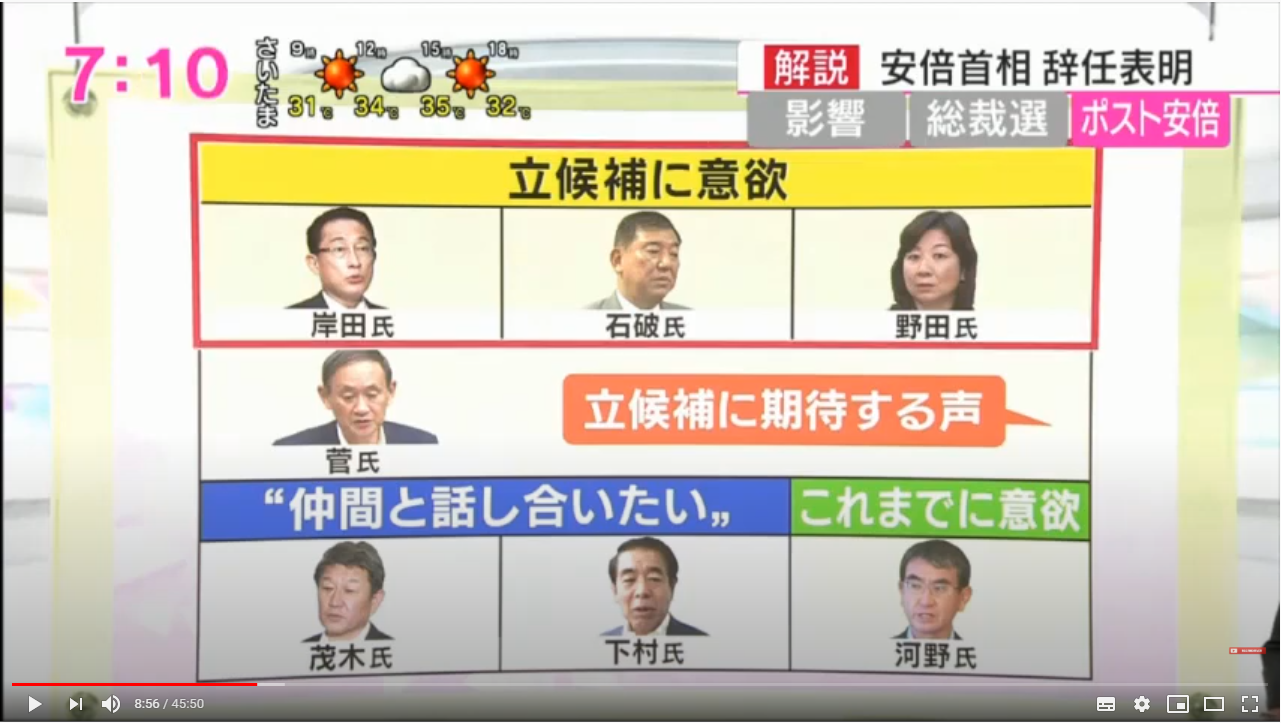 7:10
さいたま
9時 12時 15時 18時
31℃ 34℃ 35℃ 32℃
解説 安倍首相 辞任表明
影響 総裁選 ポスト安倍
立候補に意欲
岸田氏 石破氏 野田氏
立候補に期待する声
菅氏
“仲間と話し合いたい„ これまでに意欲
茂木氏 下村氏 河野氏
8:56 / 45:50